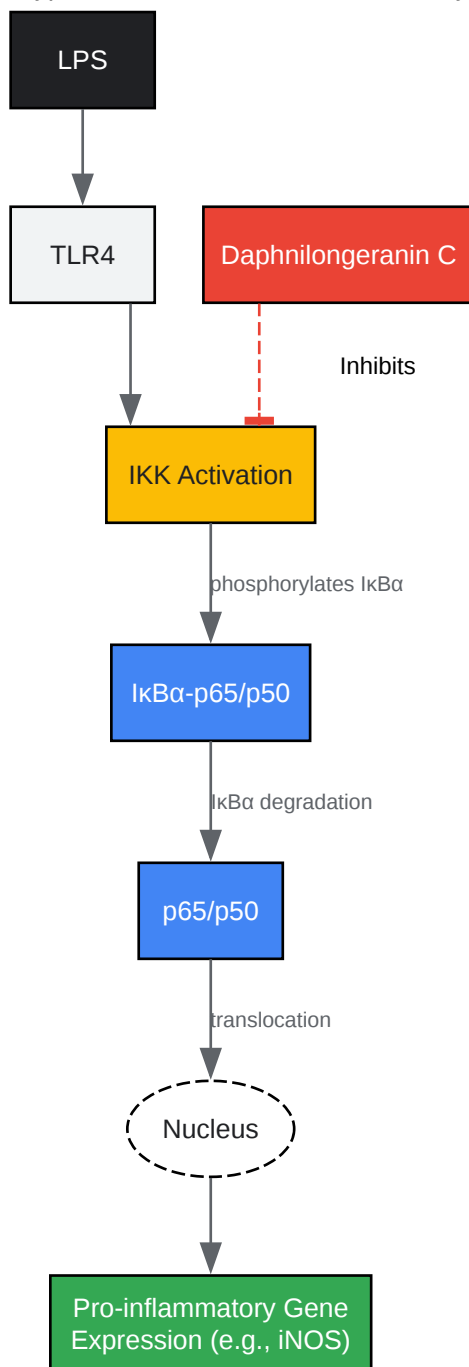 LPS
TLR4
Daphnilongeranin C
Inhibits
IKK Activation
phosphorylates IκBα
IκBα-p65/p50
IκBα degradation
p65/p50
translocation
Nucleus
Pro-inflammatory Gene
Expression (e.g., iNOS)